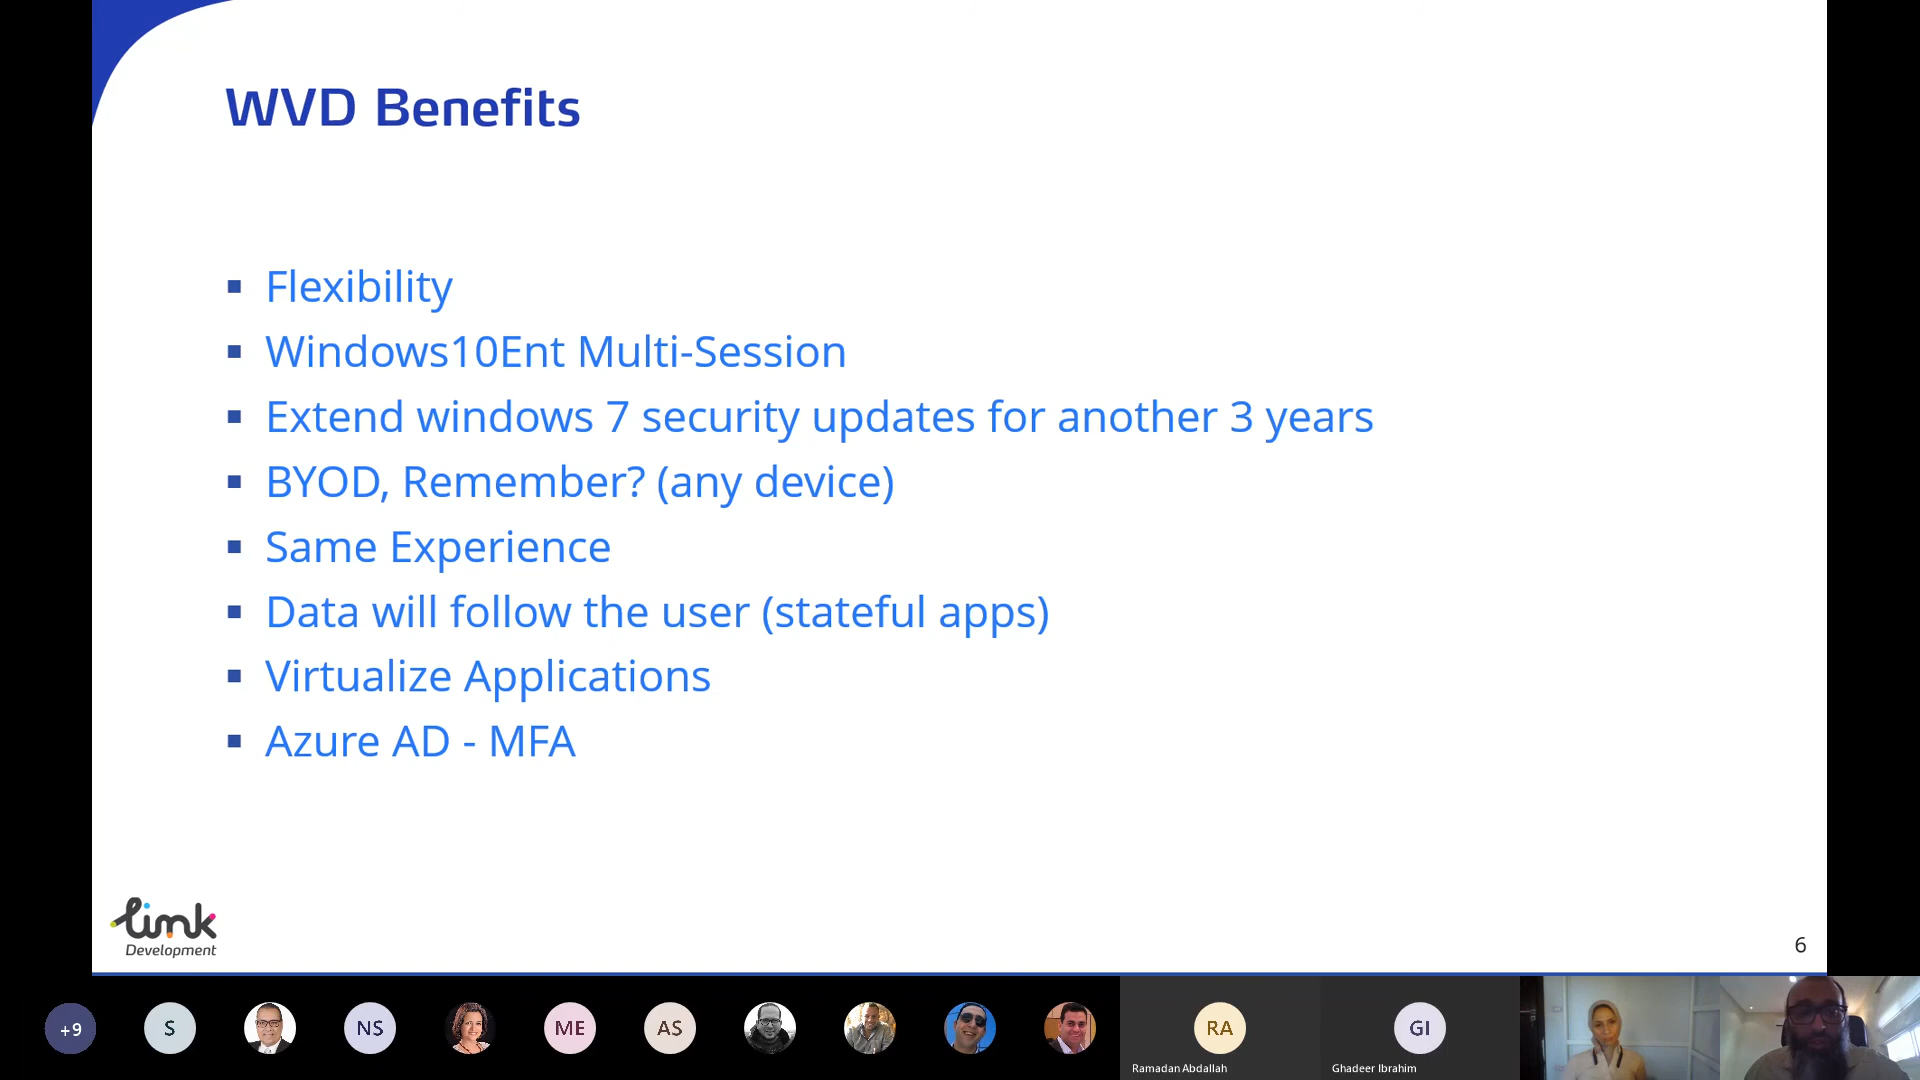 WVD Benefits
Flexibility
Windows10Ent Multi-Session
Extend windows 7 security updates for another 3 years
BYOD, Remember? (any device)
Same Experience
Data will follow the user (stateful apps)
Virtualize Applications
Azure AD - MFA
link
Development
6
+9
S
NS
ME
AS
RA
GI
Ramadan Abdallah
Ghadeer Ibrahim